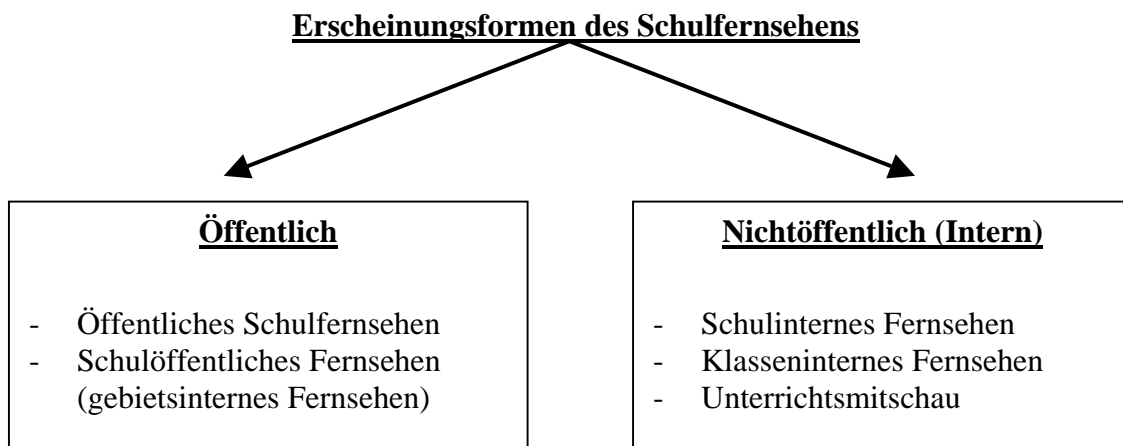 Erscheinungsformen des Schulfernsehens
Öffentlich
- Öffentliches Schulfernsehen
- Schulöffentliches Fernsehen
(gebietsinternes Fernsehen)
Nichtöffentlich (Intern)
- Schulinternes Fernsehen
- Klasseninternes Fernsehen
- Unterrichtsmitschau